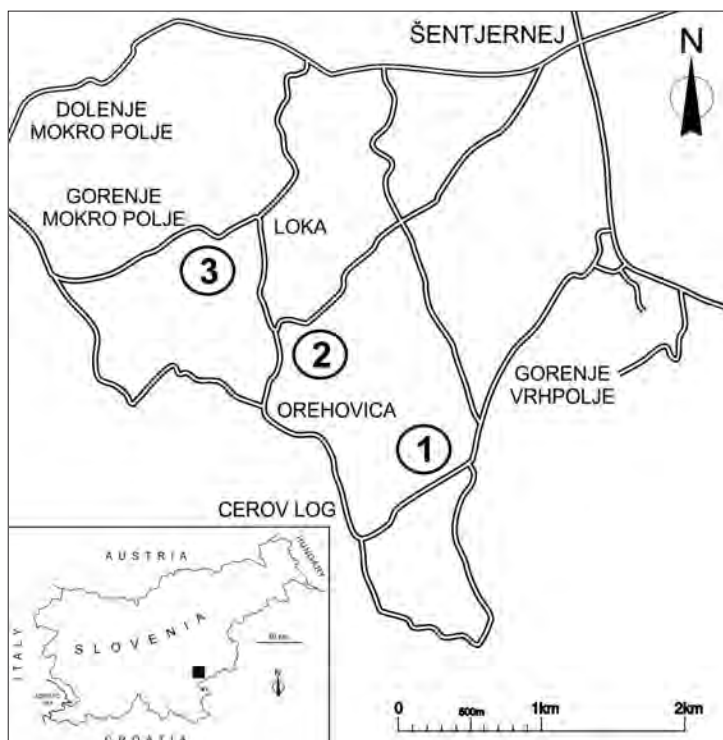 ŠENTJERNEJ
N
DOLENJE
MOKRO POLJE
GORENJE
MOKRO POLJE
LOKA
3
2
GORENJE
VRHPOLJE
OREHOVICA
1
CEROV LOG
AUSTRIA
HUNGARY
ITALY
SLOVENIA
N
CROATIA
0
500m
1km
2km